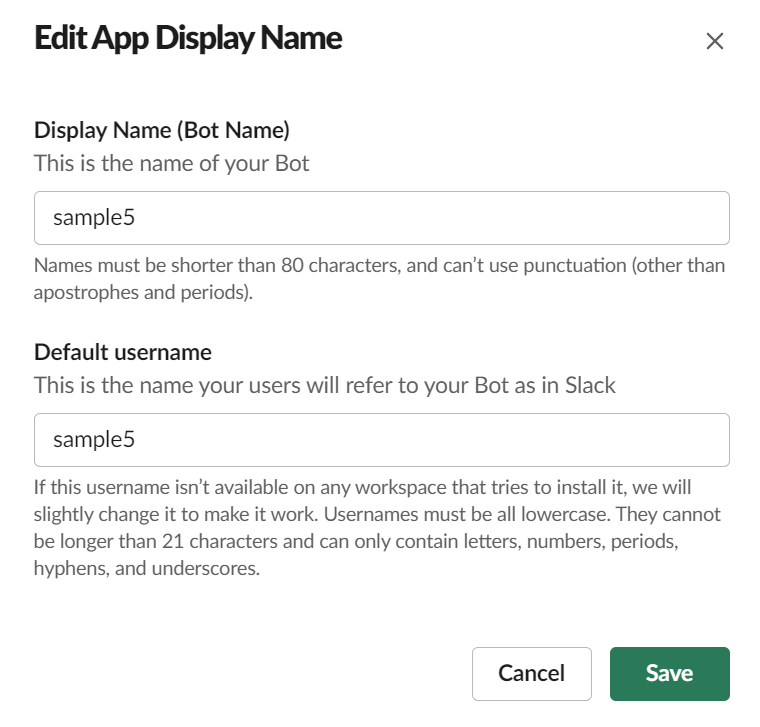 Edit App Display Name
Display Name (Bot Name)
This is the name of your Bot
sample5
Names must be shorter than 80 characters, and can’t use punctuation (other than
apostrophes and periods).
Default username
This is the name your users will refer to your Bot as in Slack
sample5
If this username isn’t available on any workspace that tries to install it, we will
slightly change it to make it work. Usernames must be all lowercase. They cannot
be longer than 21 characters and can only contain letters, numbers, periods,
hyphens, and underscores.
Cancel Save